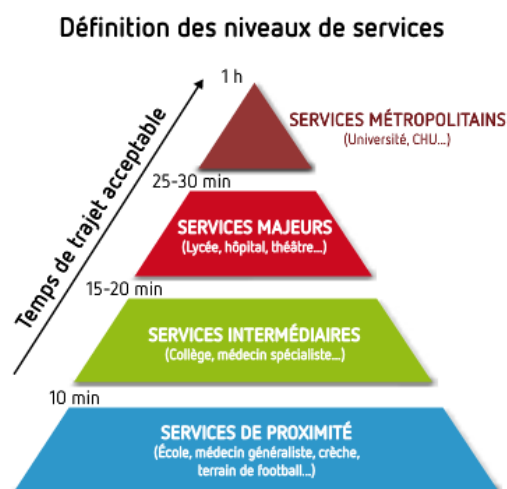 Définition des niveaux de services
1 h
SERVICES MÉTROPOLITAINS
(Université, CHU...)
Temps de trajet acceptable
25-30 min
SERVICES MAJEURS
(Lycée, hôpital, théâtre...)
15-20 min
SERVICES INTERMÉDIAIRES
(Collège, médecin spécialiste...)
10 min
SERVICES DE PROXIMITÉ
(École, médecin généraliste, crèche,
terrain de football...)